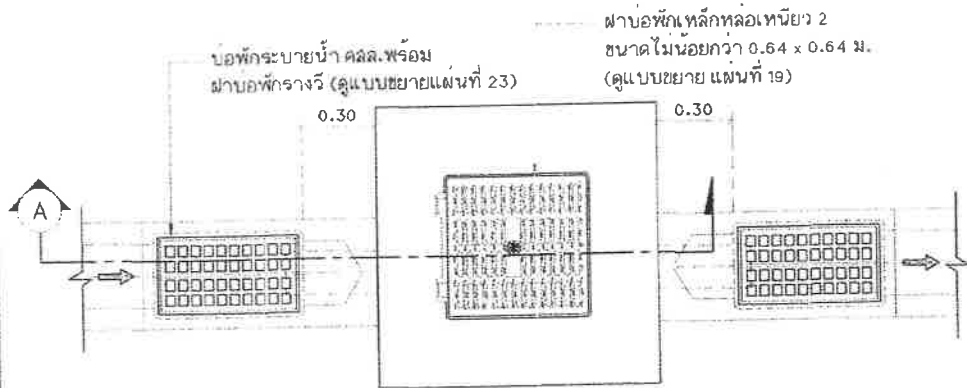 ฝาบ่อพักเหล็กหล่อเหนียว 2
ขนาดไม่น้อยกว่า 0.64 x 0.64 ม.
(ดูแบบขยาย แผ่นที่ 19)
บ่อพักระบายน้ำ คสล.พร้อม
ฝาบ่อพักรางวี (ดูแบบขยายแผ่นที่ 23)
0.30
0.30
A